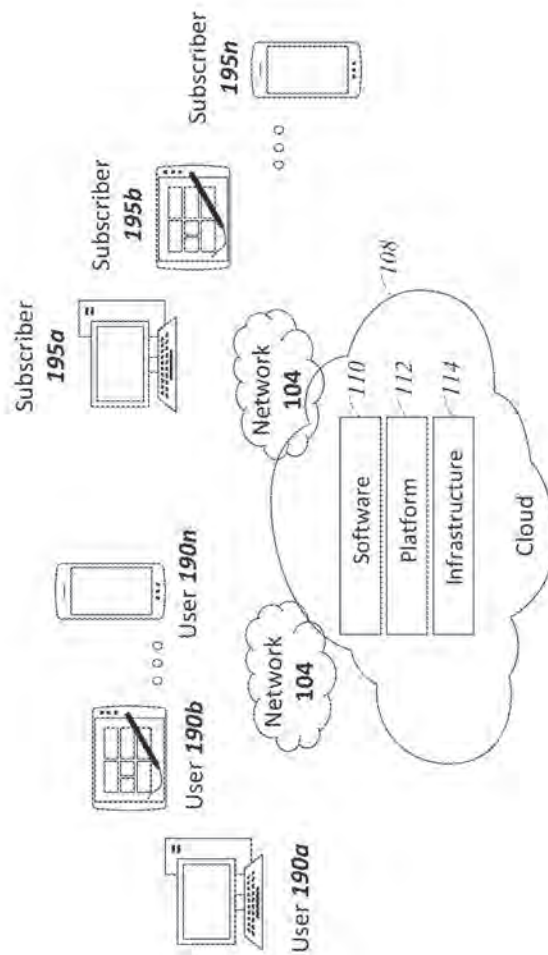 Subscriber
195a
Subscriber
195b
Subscriber
195n
User 190a
User 190b
User 190n
Network
104
Network
104
108
Software
110
Platform
112
Infrastructure
114
Cloud